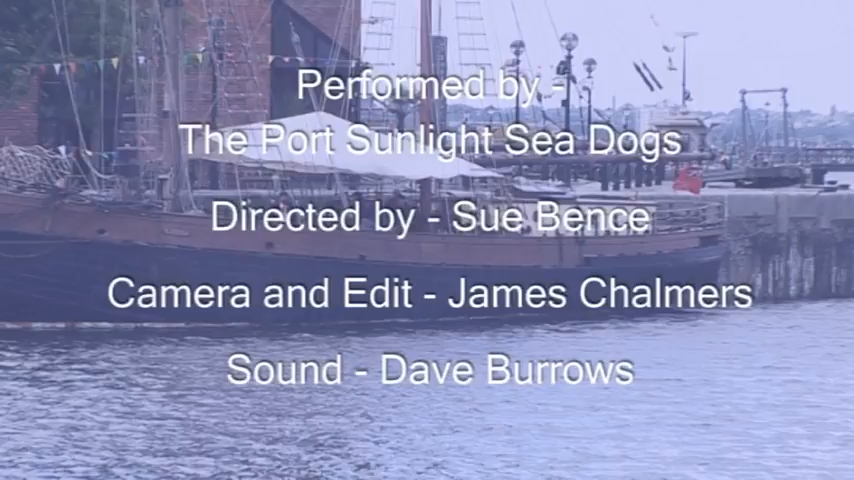 Performed by -
The Port Sunlight Sea Dogs
Directed by - Sue Bence
Camera and Edit - James Chalmers
Sound - Dave Burrows